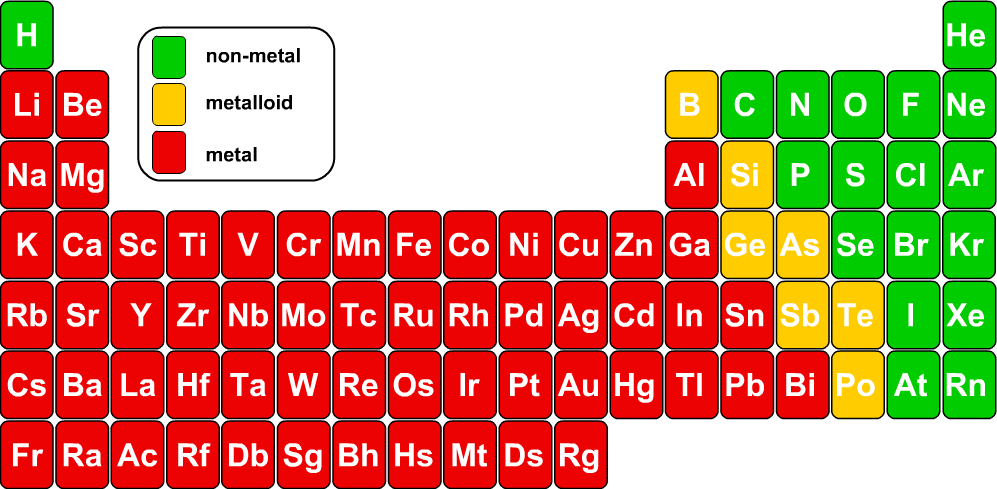 H He
non-metal
metalloid
metal
Li Be B C N O F Ne
Na Mg Al Si P S Cl Ar
K Ca Sc Ti V Cr Mn Fe Co Ni Cu Zn Ga Ge As Se Br Kr
Rb Sr Y Zr Nb Mo Tc Ru Rh Pd Ag Cd In Sn Sb Te I Xe
Cs Ba La Hf Ta W Re Os Ir Pt Au Hg Tl Pb Bi Po At Rn
Fr Ra Ac Rf Db Sg Bh Hs Mt Ds Rg